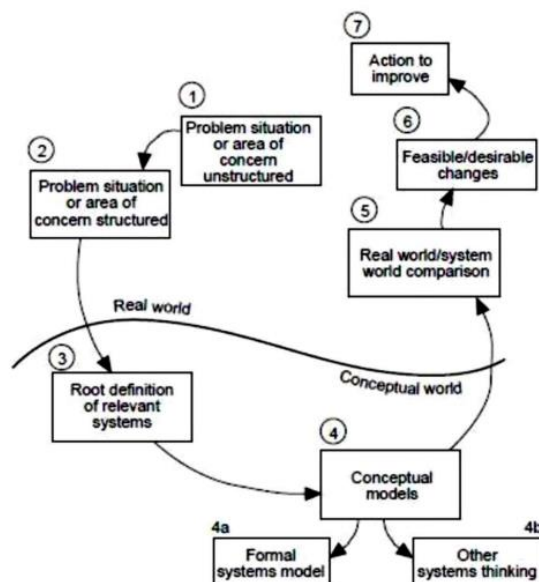 1
Problem situation
or area of
concern
unstructured
2
Problem situation
or area of
concern structured
3
Root definition
of relevant
systems
4
Conceptual
models
4a
Formal
systems model
4b
Other
systems thinking
5
Real world/system
world comparison
6
Feasible/desirable
changes
7
Action to
improve
Real world
Conceptual world